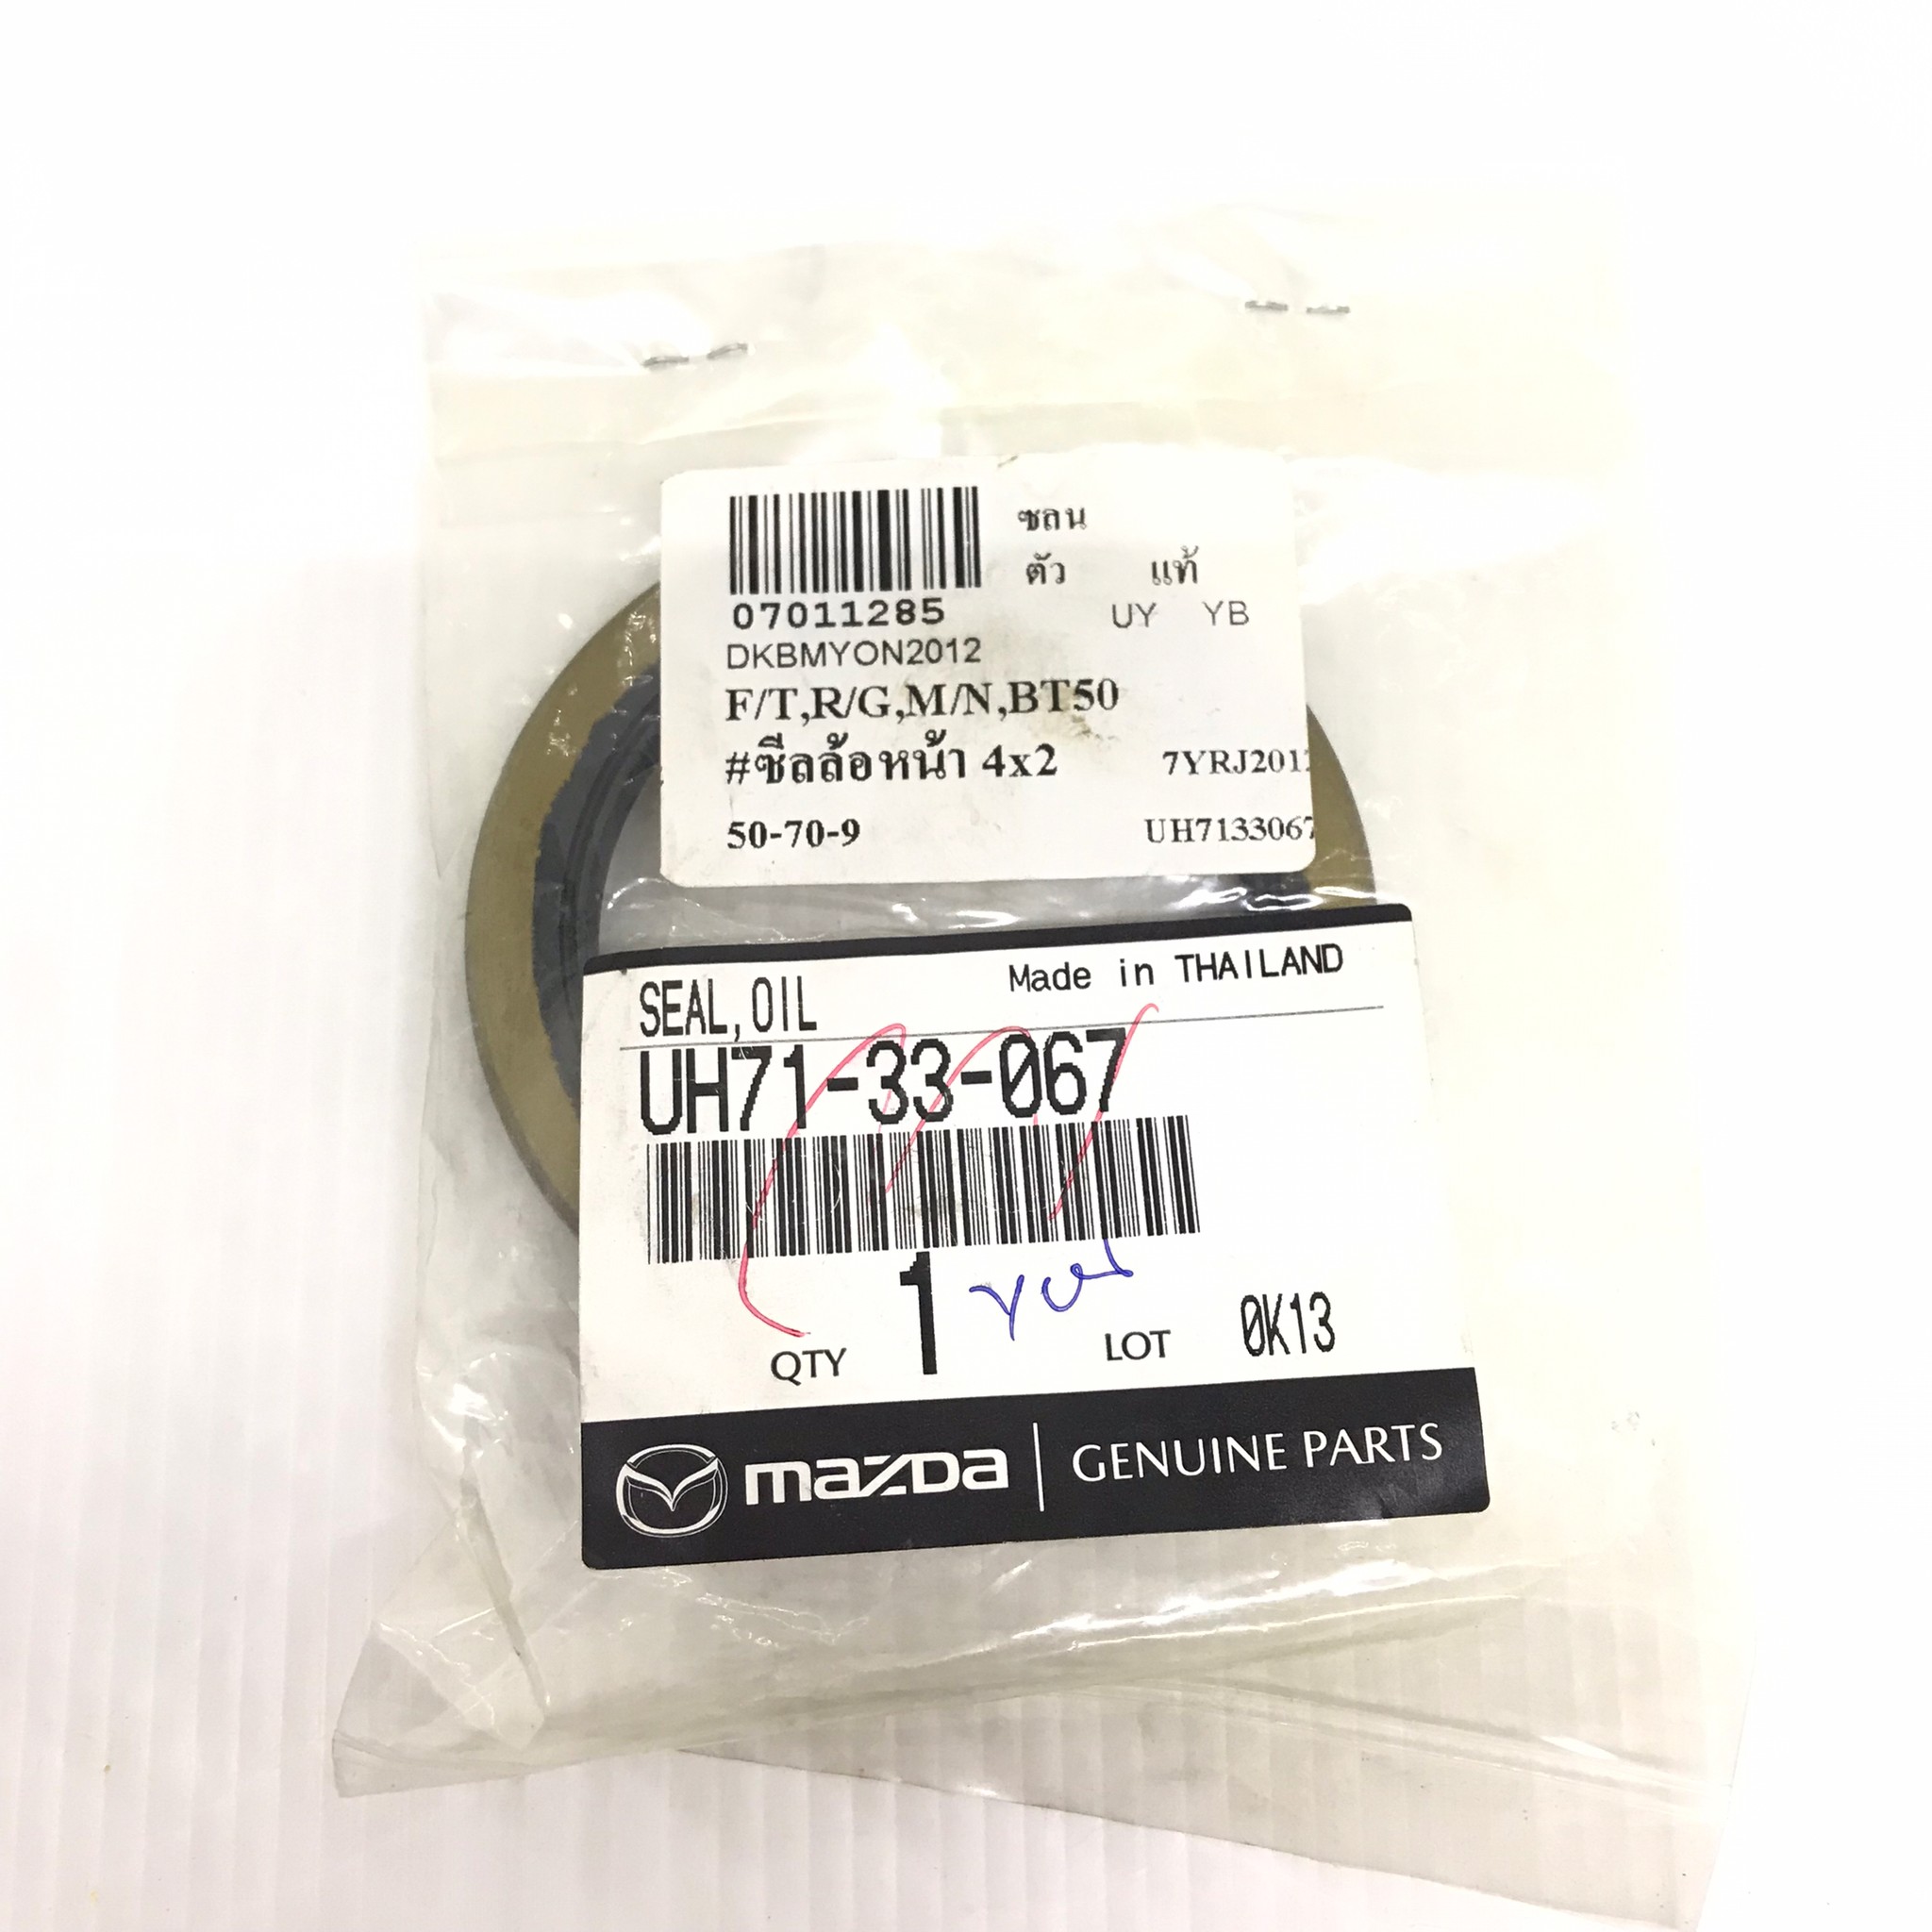 ซลน
ตัว แท้
07011285 UY YB
DKBMYON2012
F/T,R/G,M/N,BT50
#ซีลล้อหน้า 4x2 7YRJ201
50-70-9 UH7133067
SEAL,OIL Made in THAILAND
UH71-33-067
QTY 1 LOT 0K13
mazda GENUINE PARTS